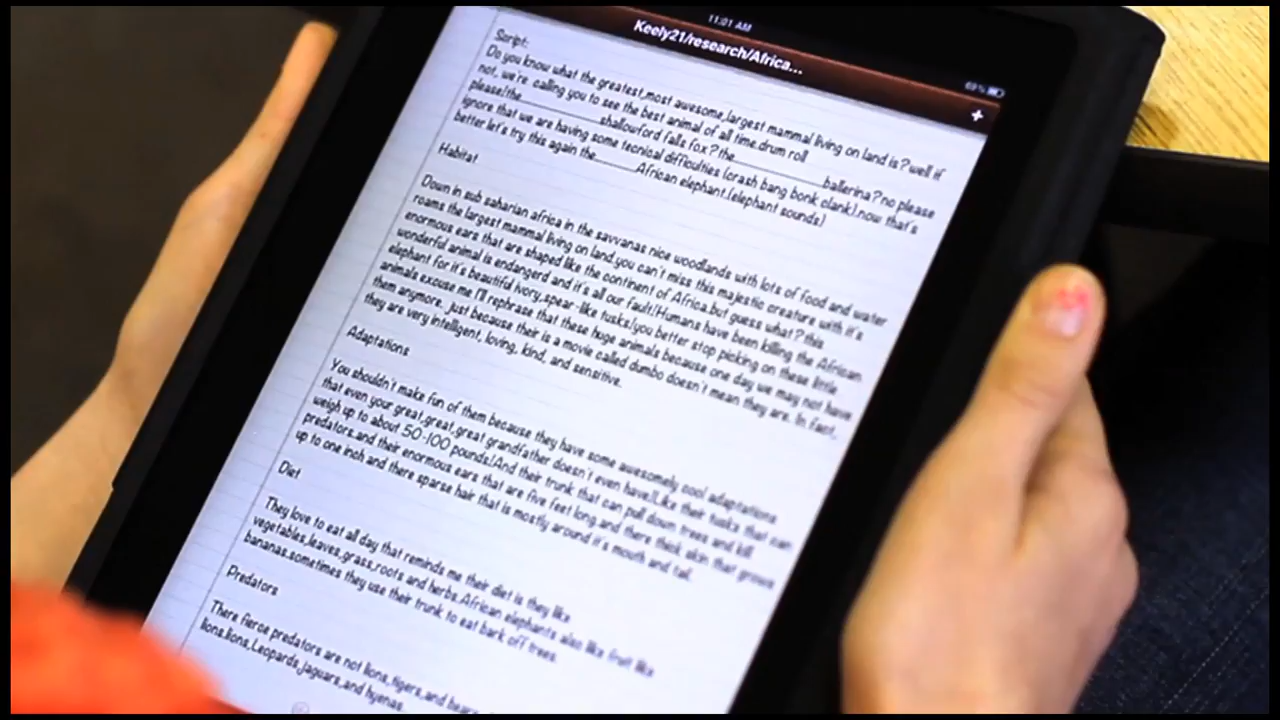 11:01 AM
Keely21/research/Africa...
69%
+
Script:
Do you know what the greatest,most awesome,largest mammal living on land is?well if
not, we're calling you to see the best animal of all time.drum roll
please!the____________shallowford falls fox?the____________ballerina?no please
ignore that we are having some tecnical difficulties (crash bang bonk clank).now that's
better let's try this again the______African elephant.(elephant sounds)
Habitat
Down in sub saharian africa in the savvanas nice woodlands with lots of food and water
roams the largest mammal living on land.you can't miss this majestic creature with it's
enormous ears that are shaped like the continent of Africa.but guess what?this
wonderful animal is endangerd and it's all our fault!Humans have been killing the African
elephant for it's beautiful ivory,spear-like tusks!you better stop picking on these little
animals excuse me I'll rephrase that these huge animals because one day we may not have
them anymore. Just because their is a movie called dumbo doesn't mean they are. In fact,
they are very intelligent, loving, kind, and sensitive.
Adaptations
You shouldn't make fun of them because they have some awesomely cool adaptations
that even your great,great,great grandfather doesn't even have!Like their tusks that can
weigh up to about 50-100 pounds!And their trunk that can pull down trees and kill
predators.and their enormous ears that are five feet long.and there thick skin that grows
up to one inch and there sparse hair that is mostly around it's mouth and tail.
Diet
They love to eat all day that reminds me their diet is they like
vegetables,leaves,grass,roots and herbs.African elephants also like fruit like
bananas.sometimes they use their trunk to eat bark off trees.
Predators
There fierce predators are not lions,tigers,and bears
lions.lions,Leopards,jaguars,and hyenas.